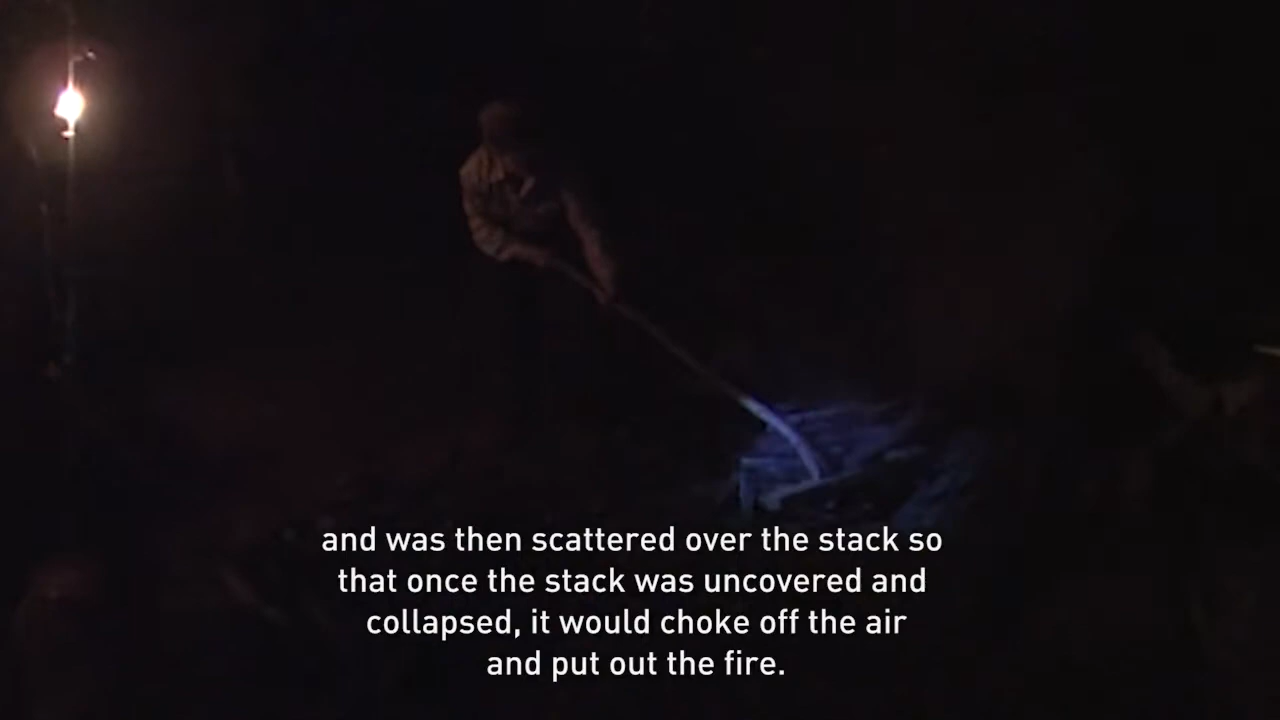 and was then scattered over the stack so
that once the stack was uncovered and
collapsed, it would choke off the air
and put out the fire.